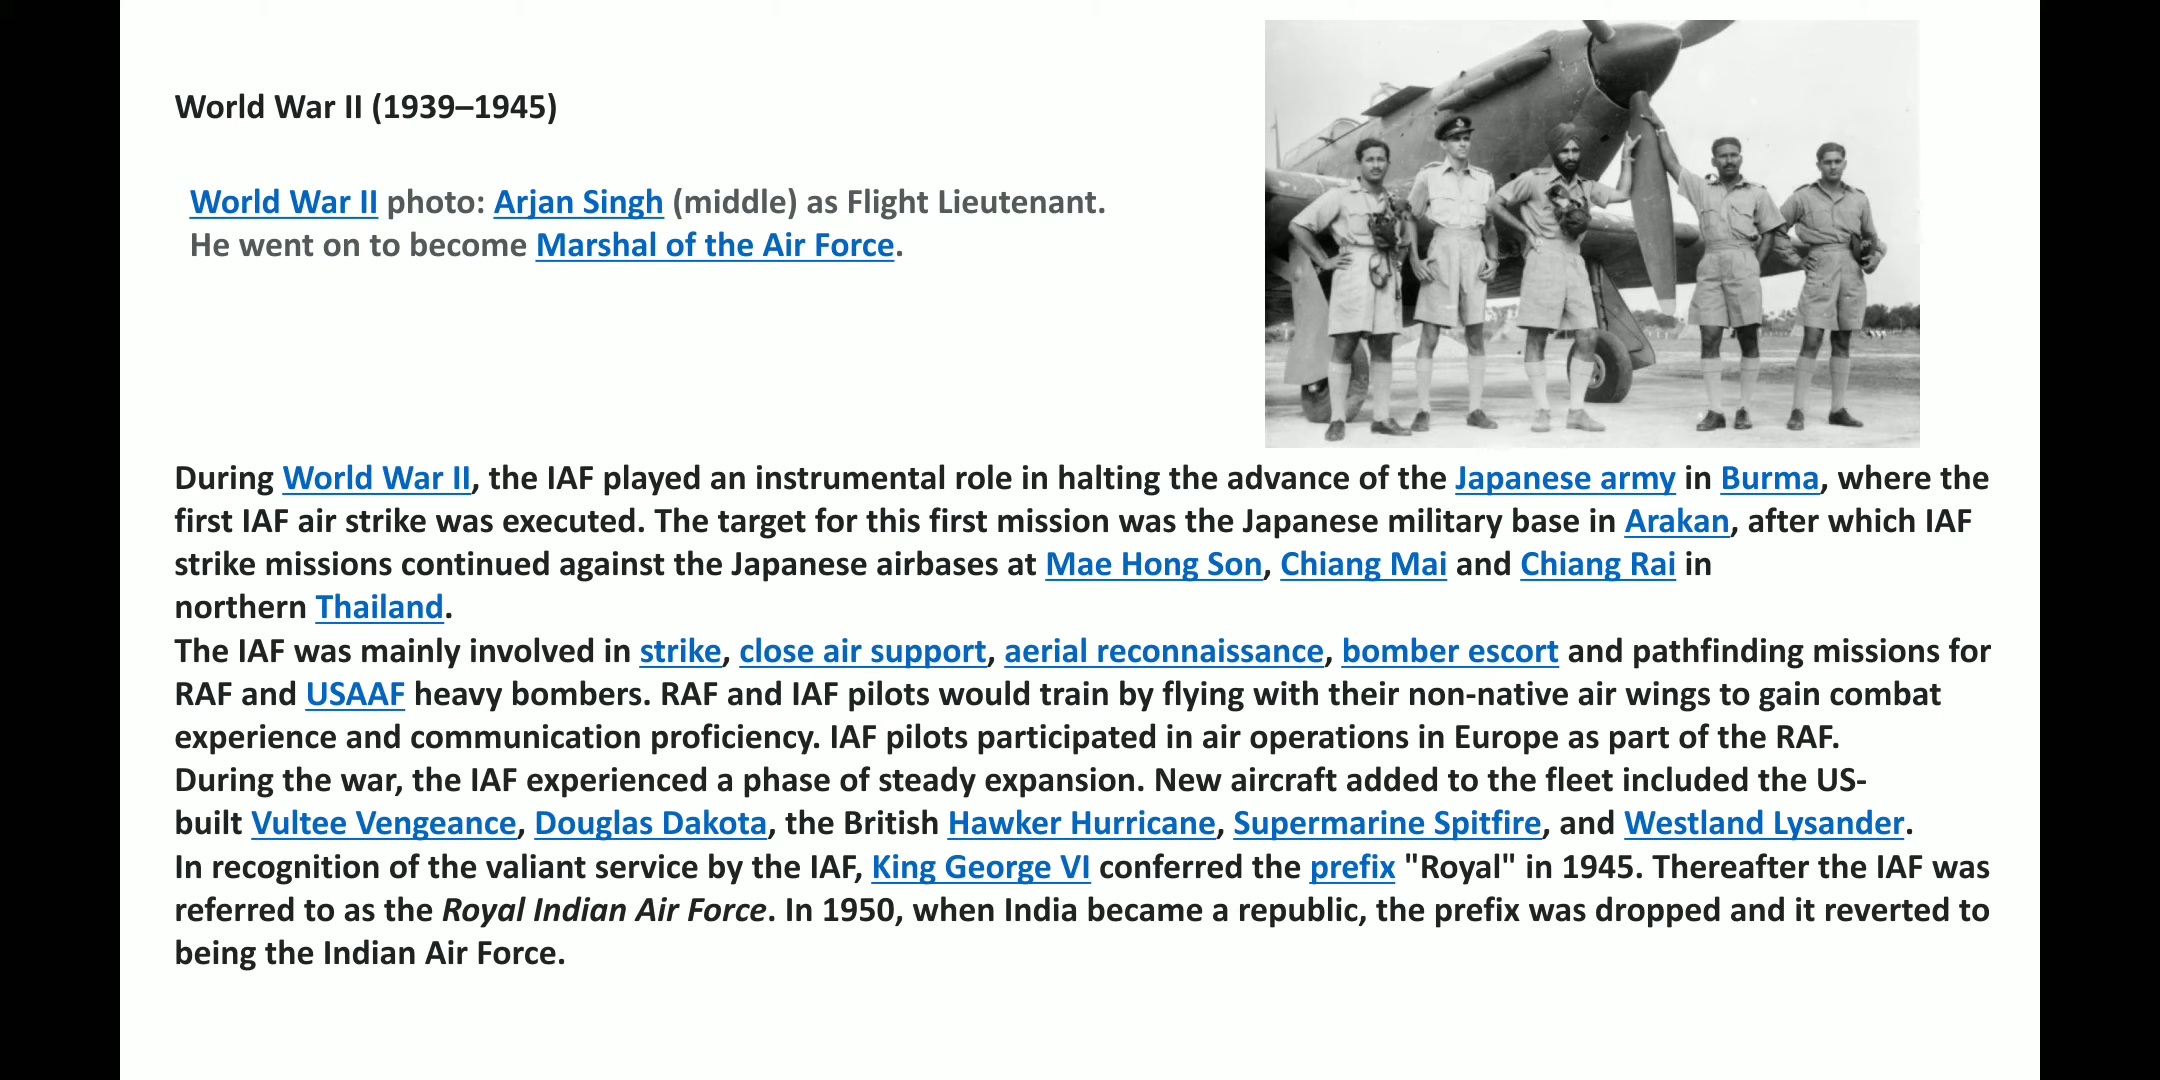 World War II (1939–1945)
World War II photo: Arjan Singh (middle) as Flight Lieutenant.
He went on to become Marshal of the Air Force.
During World War II, the IAF played an instrumental role in halting the advance of the Japanese army in Burma, where the
first IAF air strike was executed. The target for this first mission was the Japanese military base in Arakan, after which IAF
strike missions continued against the Japanese airbases at Mae Hong Son, Chiang Mai and Chiang Rai in
northern Thailand.
The IAF was mainly involved in strike, close air support, aerial reconnaissance, bomber escort and pathfinding missions for
RAF and USAAF heavy bombers. RAF and IAF pilots would train by flying with their non-native air wings to gain combat
experience and communication proficiency. IAF pilots participated in air operations in Europe as part of the RAF.
During the war, the IAF experienced a phase of steady expansion. New aircraft added to the fleet included the US-
built Vultee Vengeance, Douglas Dakota, the British Hawker Hurricane, Supermarine Spitfire, and Westland Lysander.
In recognition of the valiant service by the IAF, King George VI conferred the prefix "Royal" in 1945. Thereafter the IAF was
referred to as the Royal Indian Air Force. In 1950, when India became a republic, the prefix was dropped and it reverted to
being the Indian Air Force.